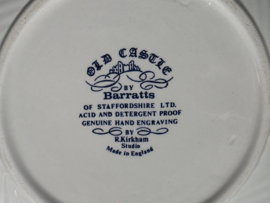 OLD CASTLE
BY
Barratts
OF STAFFORDSHIRE LTD.
ACID AND DETERGENT PROOF
GENUINE HAND ENGRAVING
BY
R.Kirkham
Studio
Made in England